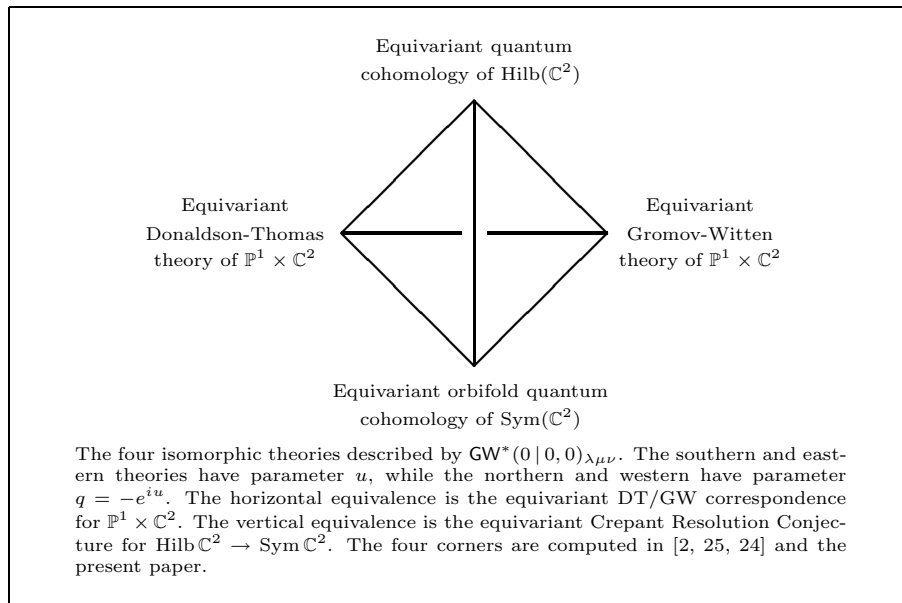 Equivariant quantum
cohomology of Hilb(ℂ²)
Equivariant
Donaldson-Thomas
theory of ℙ¹ × ℂ²
Equivariant
Gromov-Witten
theory of ℙ¹ × ℂ²
Equivariant orbifold quantum
cohomology of Sym(ℂ²)
The four isomorphic theories described by GW*(0 | 0, 0)λμν. The southern and east-
ern theories have parameter u, while the northern and western have parameter
q = −e^{iu}. The horizontal equivalence is the equivariant DT/GW correspondence
for ℙ¹ × ℂ². The vertical equivalence is the equivariant Crepant Resolution Conjec-
ture for Hilb ℂ² → Sym ℂ². The four corners are computed in [2, 25, 24] and the
present paper.